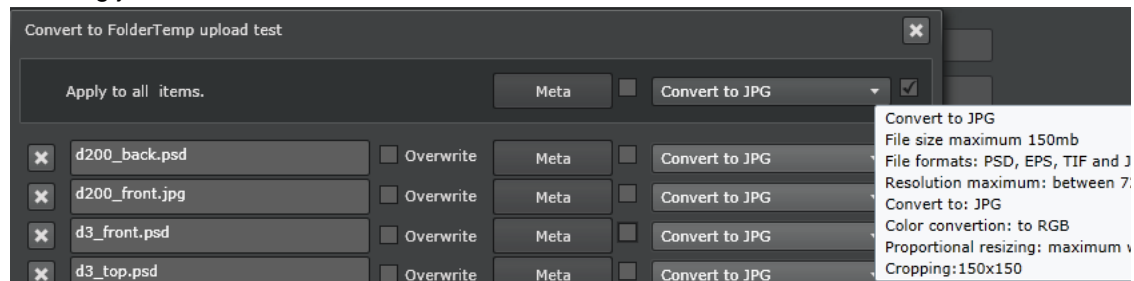 Convert to FolderTemp upload test
Apply to all items. Meta Convert to JPG
d200_back.psd Overwrite Meta Convert to JPG
d200_front.jpg Overwrite Meta Convert to JPG
d3_front.psd Overwrite Meta Convert to JPG
d3_top.psd Overwrite Meta Convert to JPG
Convert to JPG
File size maximum 150mb
File formats: PSD, EPS, TIF and
Resolution maximum: between
Convert to: JPG
Color convertion: to RGB
Proportional resizing: maximum
Cropping:150x150